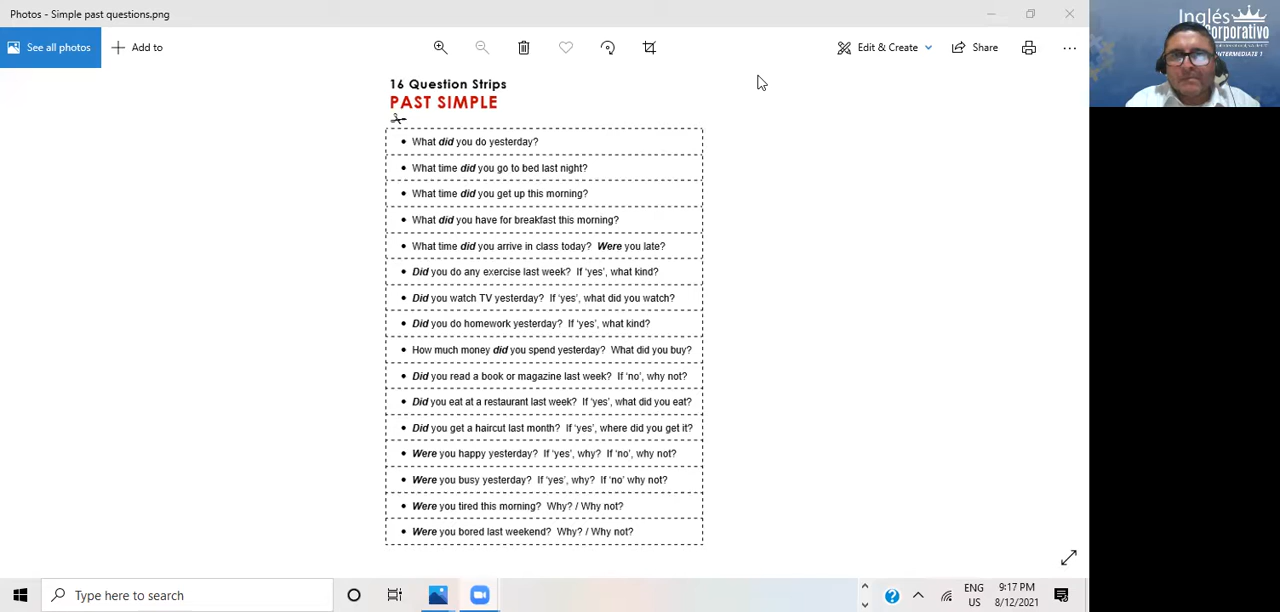 Photos - Simple past questions.png
See all photos
Add to
Edit & Create
Share
Inglés
Corporativo
INTERMEDIATE 1
16 Question Strips
PAST SIMPLE
• What did you do yesterday?
• What time did you go to bed last night?
• What time did you get up this morning?
• What did you have for breakfast this morning?
• What time did you arrive in class today? Were you late?
• Did you do any exercise last week? If 'yes', what kind?
• Did you watch TV yesterday? If 'yes', what did you watch?
• Did you do homework yesterday? If 'yes', what kind?
• How much money did you spend yesterday? What did you buy?
• Did you read a book or magazine last week? If 'no', why not?
• Did you eat at a restaurant last week? If 'yes', what did you eat?
• Did you get a haircut last month? If 'yes', where did you get it?
• Were you happy yesterday? If 'yes', why? If 'no', why not?
• Were you busy yesterday? If 'yes', why? If 'no' why not?
• Were you tired this morning? Why? / Why not?
• Were you bored last weekend? Why? / Why not?
Type here to search
ENG
US
9:17 PM
8/12/2021